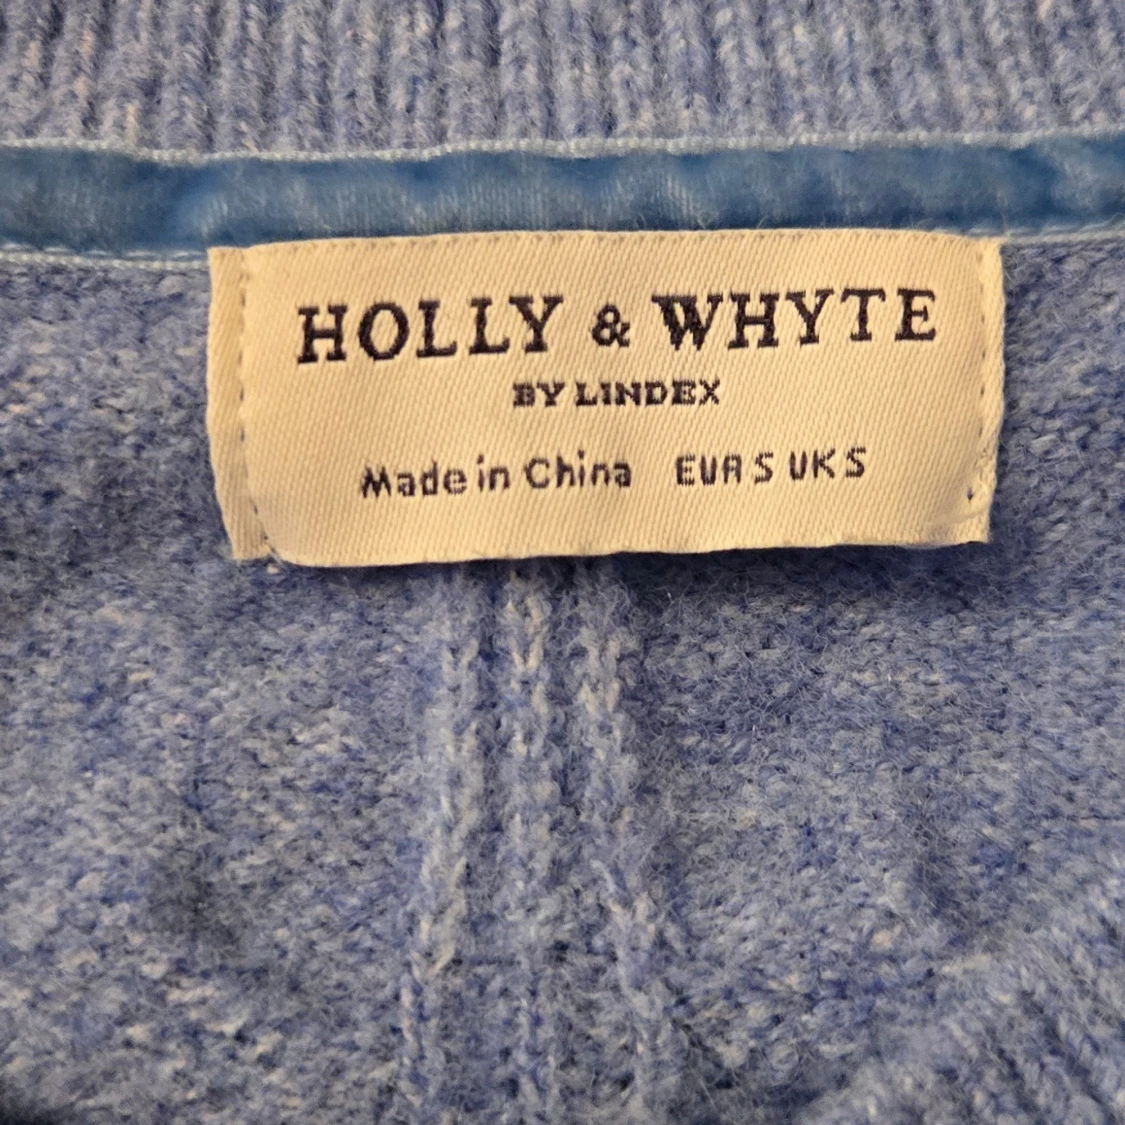 HOLLY & WHYTE
BY LINDEX
Made in China EUR S UK S